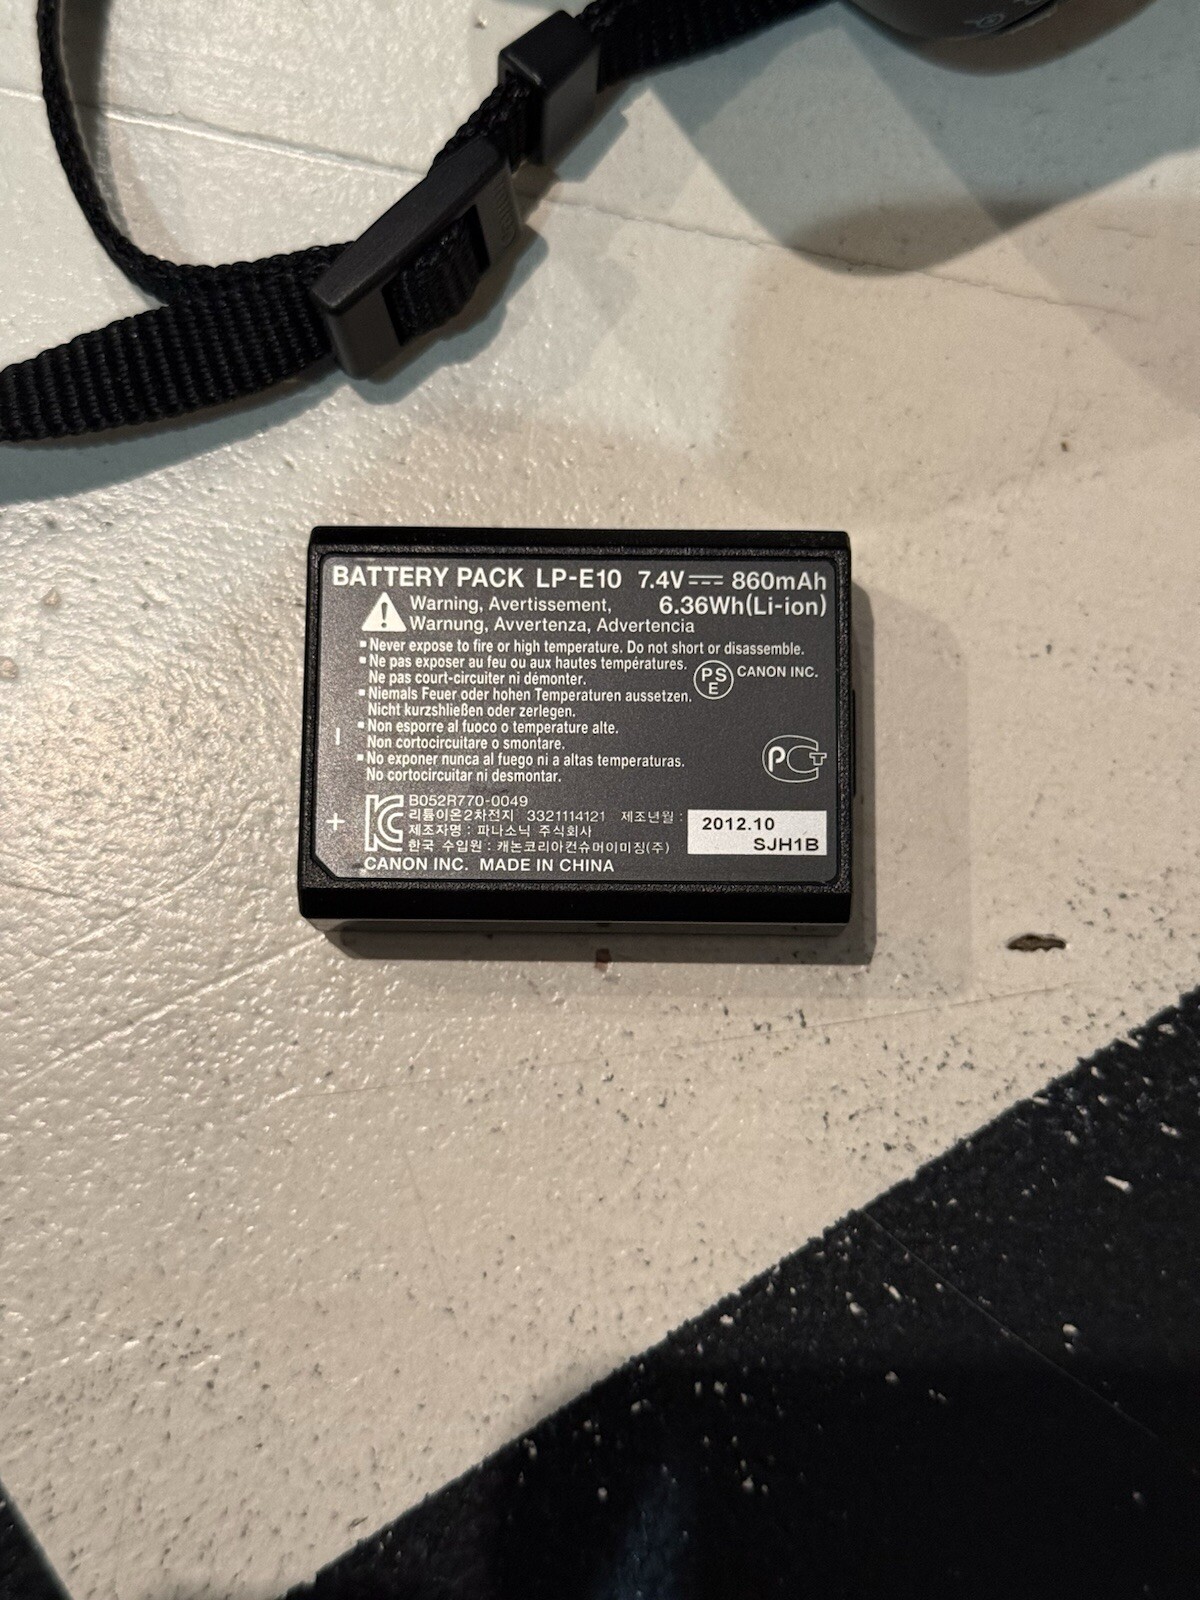 BATTERY PACK LP-E10 7.4V⎓860mAh
Warning, Avertissement, 6.36Wh(Li-ion)
Warnung, Avvertenza, Advertencia
▪Never expose to fire or high temperature. Do not short or disassemble.
▪Ne pas exposer au feu ou aux hautes températures.
Ne pas court-circuiter ni démonter.
PS E CANON INC.
▪Niemals Feuer oder hohen Temperaturen aussetzen.
Nicht kurzshließen oder zerlegen.
▪Non esporre al fuoco o temperature alte.
Non cortocircuitare o smontare.
▪No exponer nunca al fuego ni a altas temperaturas.
No cortocircuitar ni desmontar.
PCT
−
+
KC
B052R770-0049
리튬이온2차전지 3321114121 제조년월 :
제조자명 : 파나소닉 주식회사
한국 수입원 : 캐논코리아컨슈머이미징(주)
2012.10
SJH1B
CANON INC. MADE IN CHINA